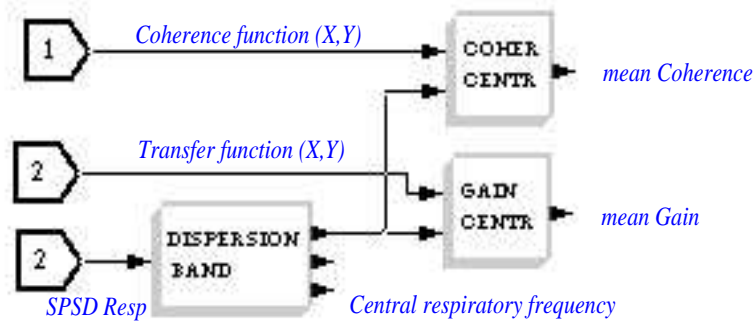 1
Coherence function (X,Y)
COHER
CENTR
mean Coherence
2
Transfer function (X,Y)
GAIN
CENTR
mean Gain
2
DISPERSION
BAND
SPSD Resp
Central respiratory frequency